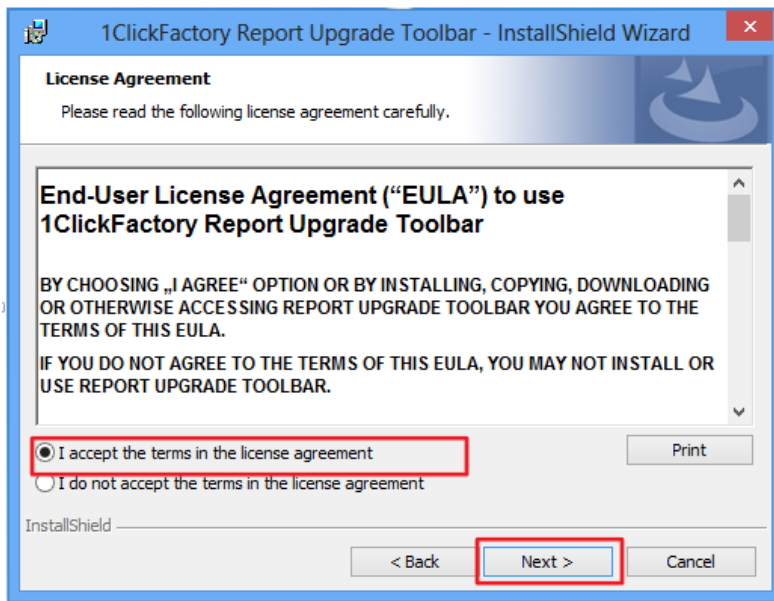 1ClickFactory Report Upgrade Toolbar - InstallShield Wizard
License Agreement
Please read the following license agreement carefully.
End-User License Agreement (“EULA”) to use
1ClickFactory Report Upgrade Toolbar
BY CHOOSING „I AGREE“ OPTION OR BY INSTALLING, COPYING, DOWNLOADING
OR OTHERWISE ACCESSING REPORT UPGRADE TOOLBAR YOU AGREE TO THE
TERMS OF THIS EULA.
IF YOU DO NOT AGREE TO THE TERMS OF THIS EULA, YOU MAY NOT INSTALL OR
USE REPORT UPGRADE TOOLBAR.
I accept the terms in the license agreement
Print
I do not accept the terms in the license agreement
InstallShield
< Back
Next >
Cancel